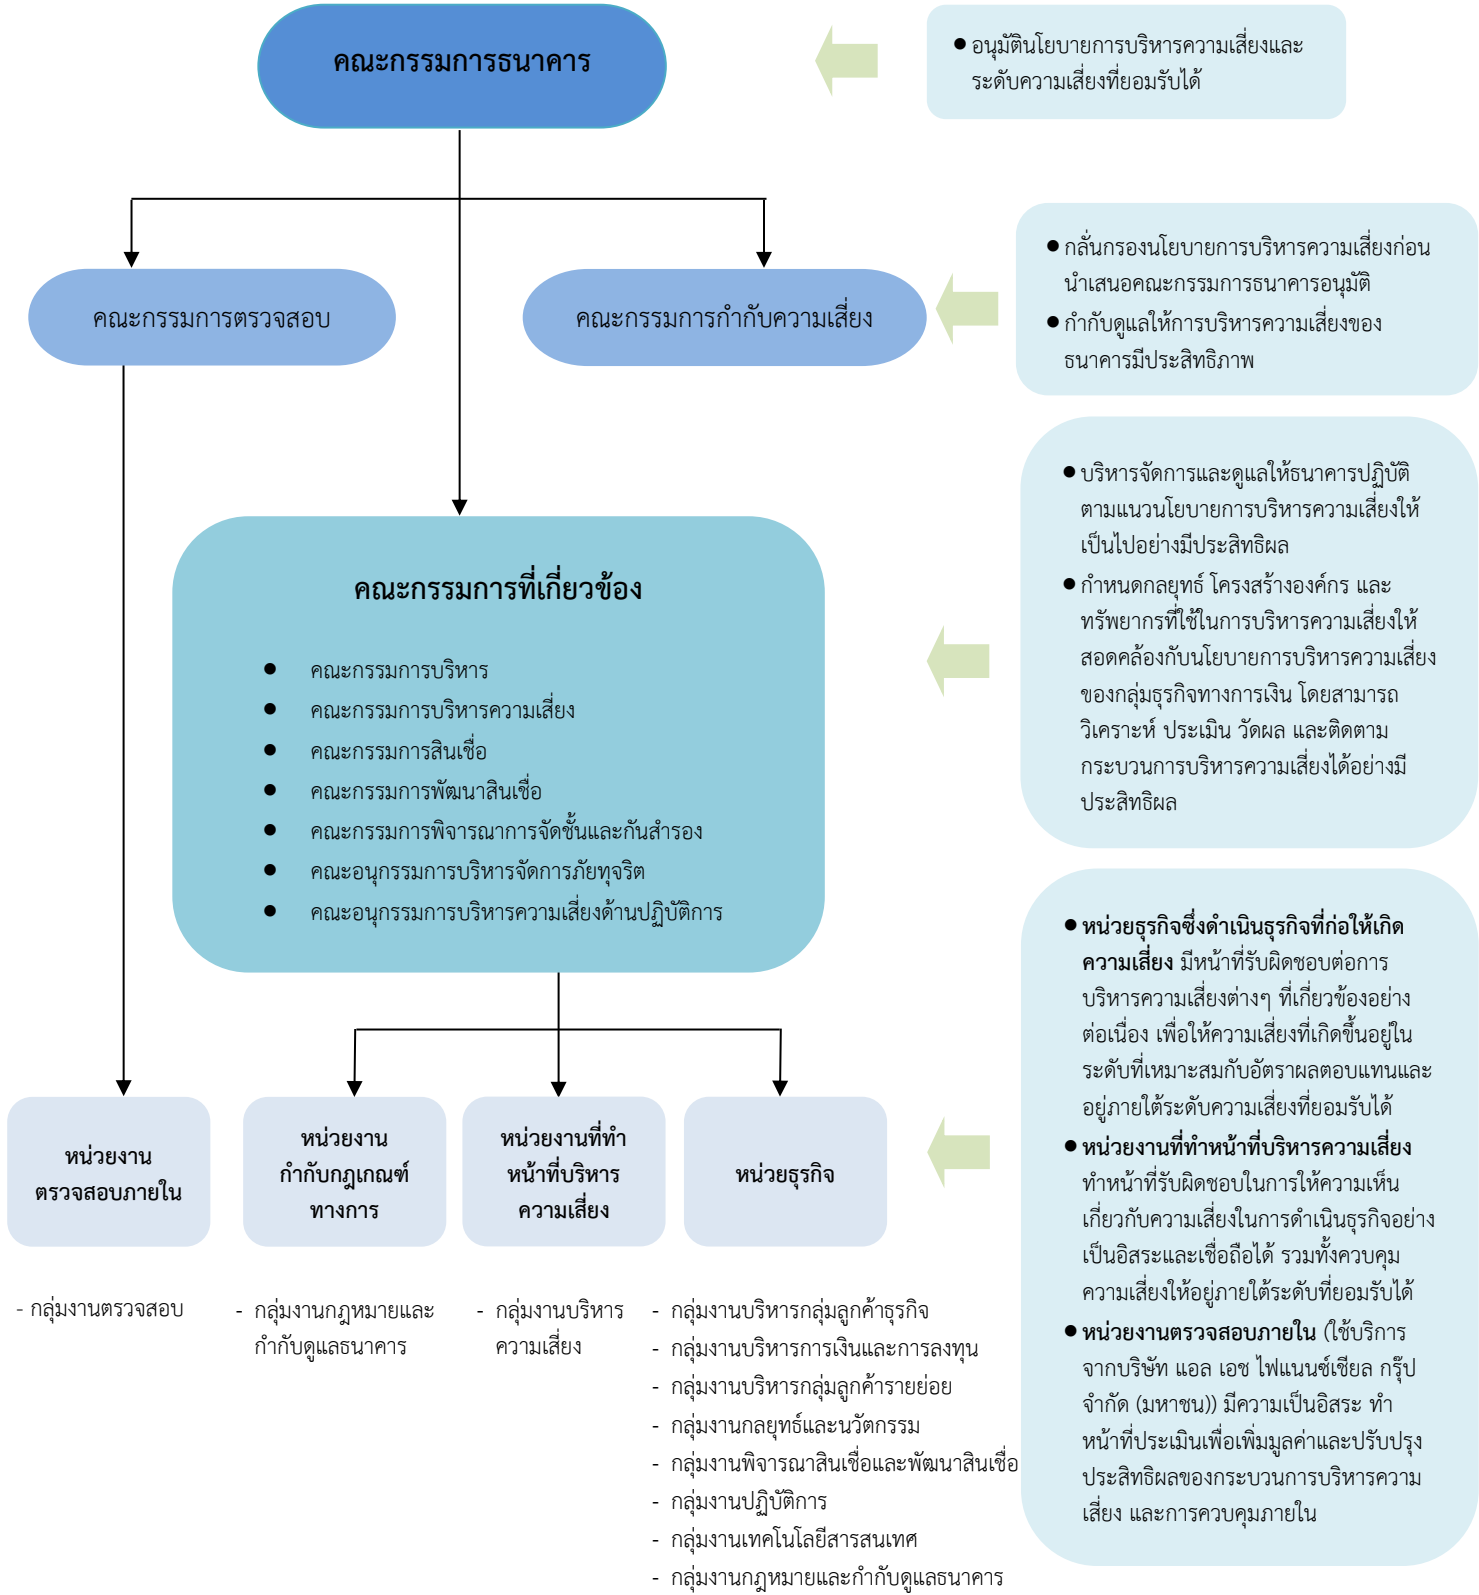 คณะกรรมการธนาคาร
● อนุมัตินโยบายการบริหารความเสี่ยงและ
ระดับความเสี่ยงที่ยอมรับได้
คณะกรรมการตรวจสอบ
คณะกรรมการกำกับความเสี่ยง
● กลั่นกรองนโยบายการบริหารความเสี่ยงก่อน
นำเสนอคณะกรรมการธนาคารอนุมัติ
● กำกับดูแลให้การบริหารความเสี่ยงของ
ธนาคารมีประสิทธิภาพ
คณะกรรมการที่เกี่ยวข้อง
● คณะกรรมการบริหาร
● คณะกรรมการบริหารความเสี่ยง
● คณะกรรมการสินเชื่อ
● คณะกรรมการพัฒนาสินเชื่อ
● คณะกรรมการพิจารณาการจัดชั้นและกันสำรอง
● คณะอนุกรรมการบริหารจัดการภัยทุจริต
● คณะอนุกรรมการบริหารความเสี่ยงด้านปฏิบัติการ
● บริหารจัดการและดูแลให้ธนาคารปฏิบัติ
ตามแนวนโยบายการบริหารความเสี่ยงให้
เป็นไปอย่างมีประสิทธิผล
● กำหนดกลยุทธ์ โครงสร้างองค์กร และ
ทรัพยากรที่ใช้ในการบริหารความเสี่ยงให้
สอดคล้องกับนโยบายการบริหารความเสี่ยง
ของกลุ่มธุรกิจทางการเงิน โดยสามารถ
วิเคราะห์ ประเมิน วัดผล และติดตาม
กระบวนการบริหารความเสี่ยงได้อย่างมี
ประสิทธิผล
หน่วยงาน
ตรวจสอบภายใน
หน่วยงาน
กำกับกฎเกณฑ์
ทางการ
หน่วยงานที่ทำ
หน้าที่บริหาร
ความเสี่ยง
หน่วยธุรกิจ
- กลุ่มงานตรวจสอบ
- กลุ่มงานกฎหมายและ
กำกับดูแลธนาคาร
- กลุ่มงานบริหาร
ความเสี่ยง
- กลุ่มงานบริหารกลุ่มลูกค้าธุรกิจ
- กลุ่มงานบริหารการเงินและการลงทุน
- กลุ่มงานบริหารกลุ่มลูกค้ารายย่อย
- กลุ่มงานกลยุทธ์และนวัตกรรม
- กลุ่มงานพิจารณาสินเชื่อและพัฒนาสินเชื่อ
- กลุ่มงานปฏิบัติการ
- กลุ่มงานเทคโนโลยีสารสนเทศ
- กลุ่มงานกฎหมายและกำกับดูแลธนาคาร
● หน่วยธุรกิจซึ่งดำเนินธุรกิจที่ก่อให้เกิด
ความเสี่ยง มีหน้าที่รับผิดชอบต่อการ
บริหารความเสี่ยงต่างๆ ที่เกี่ยวข้องอย่าง
ต่อเนื่อง เพื่อให้ความเสี่ยงที่เกิดขึ้นอยู่ใน
ระดับที่เหมาะสมกับอัตราผลตอบแทนและ
อยู่ภายใต้ระดับความเสี่ยงที่ยอมรับได้
● หน่วยงานที่ทำหน้าที่บริหารความเสี่ยง
ทำหน้าที่รับผิดชอบในการให้ความเห็น
เกี่ยวกับความเสี่ยงในการดำเนินธุรกิจอย่าง
เป็นอิสระและเชื่อถือได้ รวมทั้งควบคุม
ความเสี่ยงให้อยู่ภายใต้ระดับที่ยอมรับได้
● หน่วยงานตรวจสอบภายใน (ใช้บริการ
จากบริษัท แอล เอช ไฟแนนซ์เชียล กรุ๊ป
จำกัด (มหาชน)) มีความเป็นอิสระ ทำ
หน้าที่ประเมินเพื่อเพิ่มมูลค่าและปรับปรุง
ประสิทธิผลของกระบวนการบริหารความ
เสี่ยง และการควบคุมภายใน